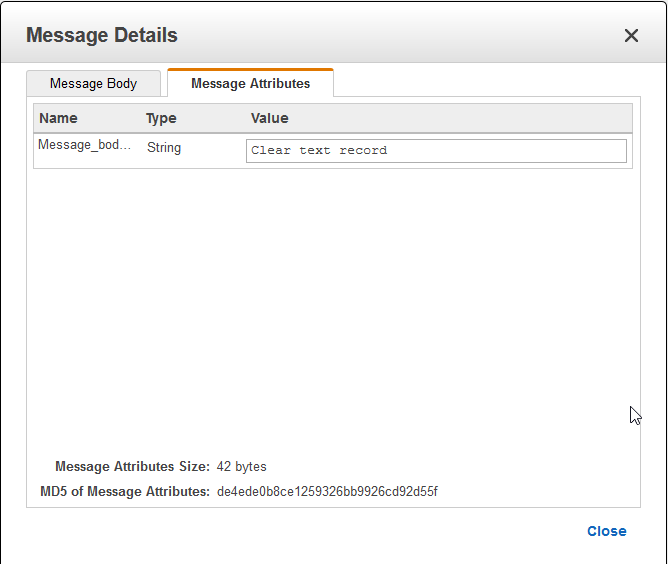 Message Details
Message Body Message Attributes
Name Type Value
Message_bod... String Clear text record
Message Attributes Size: 42 bytes
MD5 of Message Attributes: de4ede0b8ce1259326bb9926cd92d55f
Close